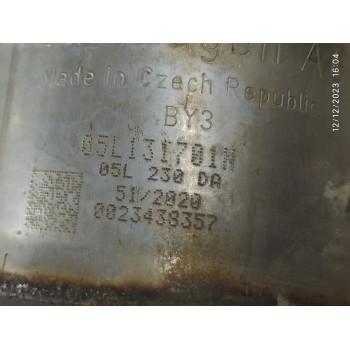 Made in Czech Republic
BY3
05L131701N
05L 230 DA
51/2020
0023438357
12/12/2023 16:04